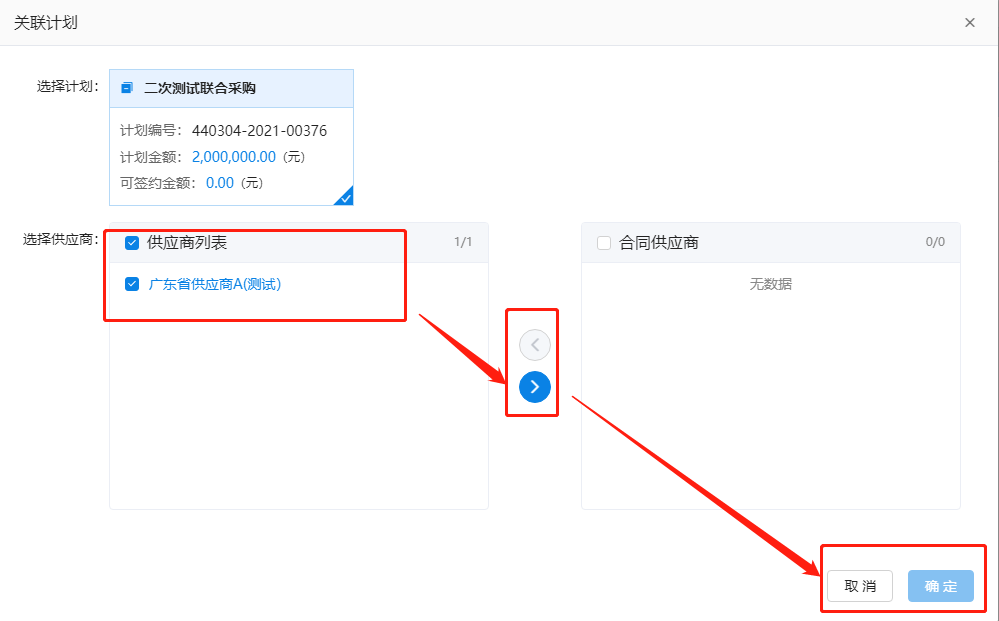 关联计划
选择计划：
二次测试联合采购
计划编号： 440304-2021-00376
计划金额： 2,000,000.00 (元)
可签约金额： 0.00 (元)
选择供应商：
供应商列表 1/1
广东省供应商A(测试)
合同供应商 0/0
无数据
取 消
确 定